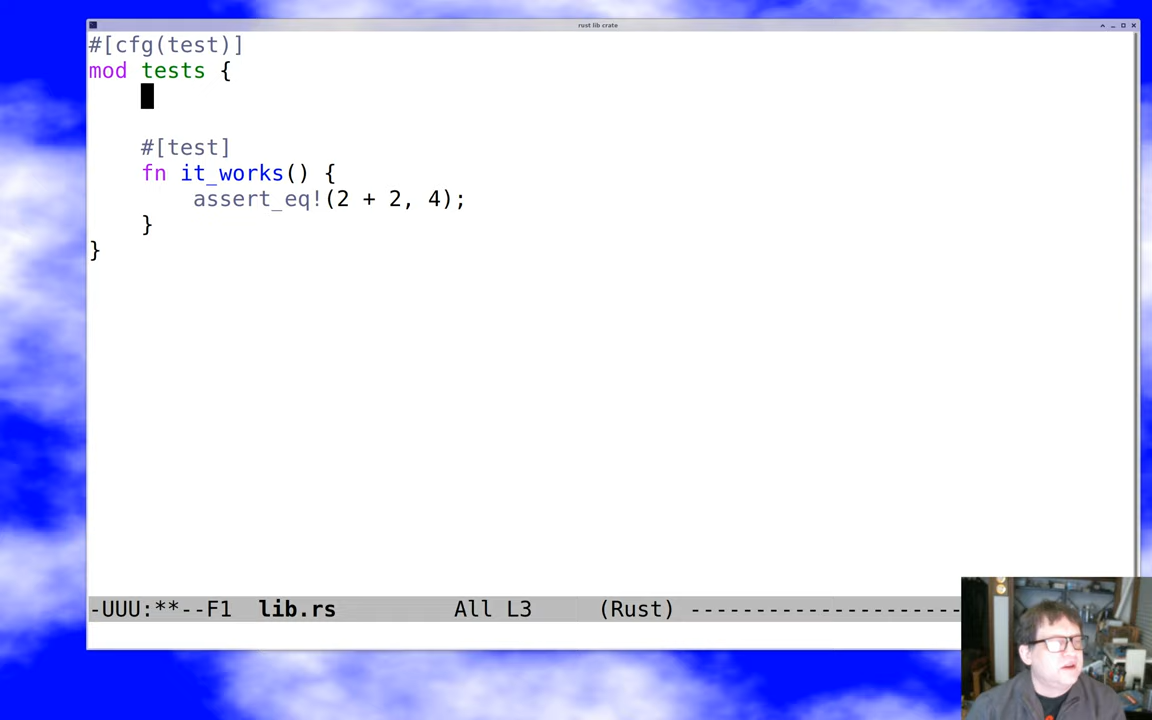 rust lib crate
#[cfg(test)]
mod tests {
#[test]
fn it_works() {
assert_eq!(2 + 2, 4);
}
}
-UUU:**--F1 lib.rs All L3 (Rust) ---------------------